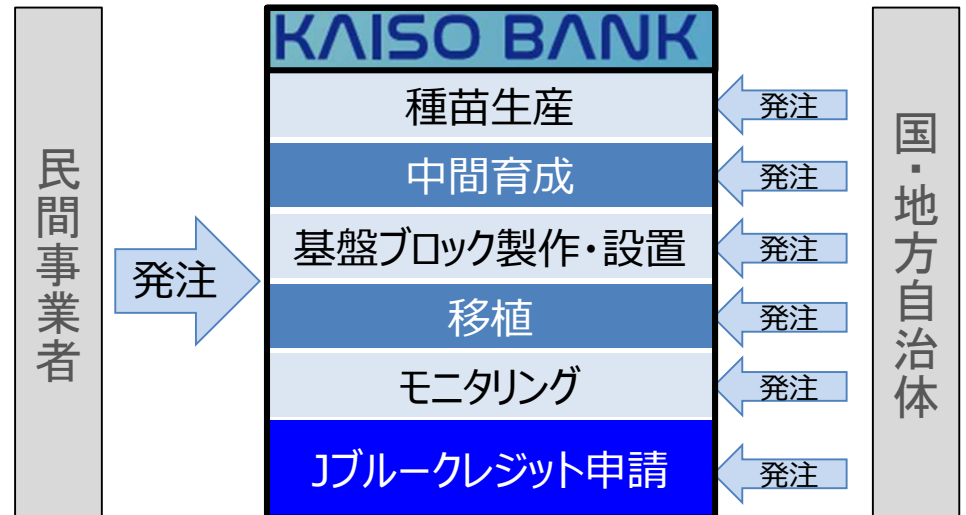 KAISO BANK
民間事業者
発注
種苗生産
中間育成
基盤ブロック製作・設置
移植
モニタリング
Jブルークレジット申請
発注
発注
発注
発注
発注
発注
国・地方自治体